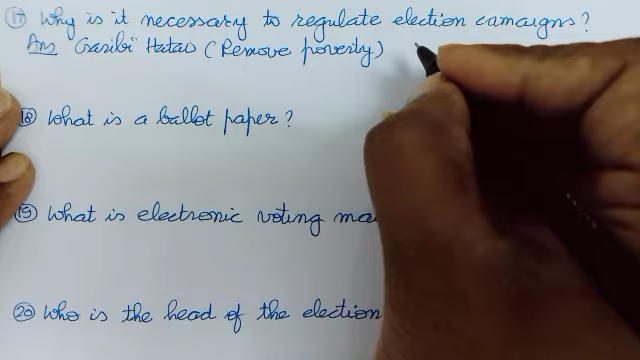 17 Why is it necessary to regulate election camaigns?
Ans Garibi Hatao (Remove poverty)
18 What is a ballot paper?
19 What is electronic voting ma
20 Who is the head of the election